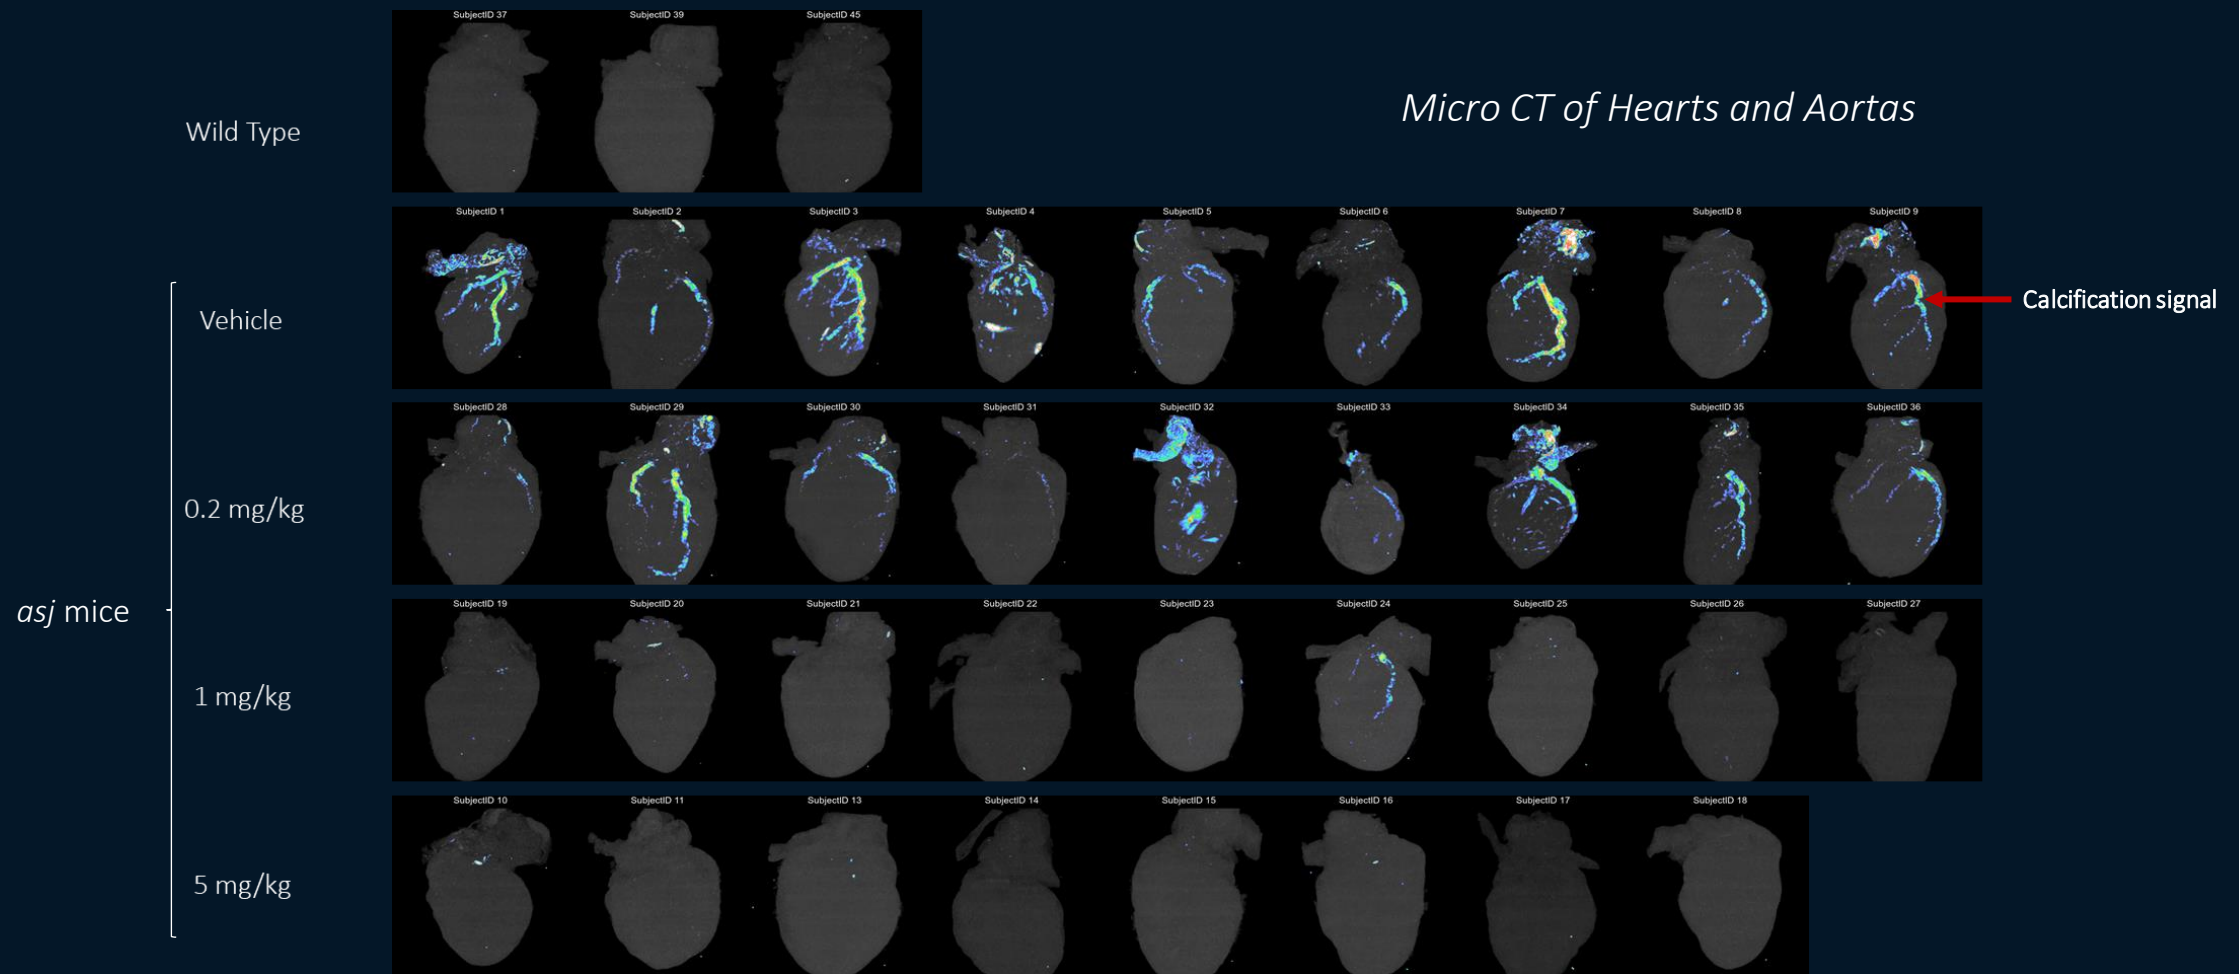 SubjectID 37
SubjectID 39
SubjectID 45
Micro CT of Hearts and Aortas
Wild Type
SubjectID 1
SubjectID 2
SubjectID 3
SubjectID 4
SubjectID 5
SubjectID 6
SubjectID 7
SubjectID 8
SubjectID 9
Calcification signal
Vehicle
SubjectID 28
SubjectID 29
SubjectID 30
SubjectID 31
SubjectID 32
SubjectID 33
SubjectID 34
SubjectID 35
SubjectID 36
0.2 mg/kg
asj mice
SubjectID 19
SubjectID 20
SubjectID 21
SubjectID 22
SubjectID 23
SubjectID 24
SubjectID 25
SubjectID 26
SubjectID 27
1 mg/kg
SubjectID 10
SubjectID 11
SubjectID 13
SubjectID 14
SubjectID 15
SubjectID 16
SubjectID 17
SubjectID 18
5 mg/kg